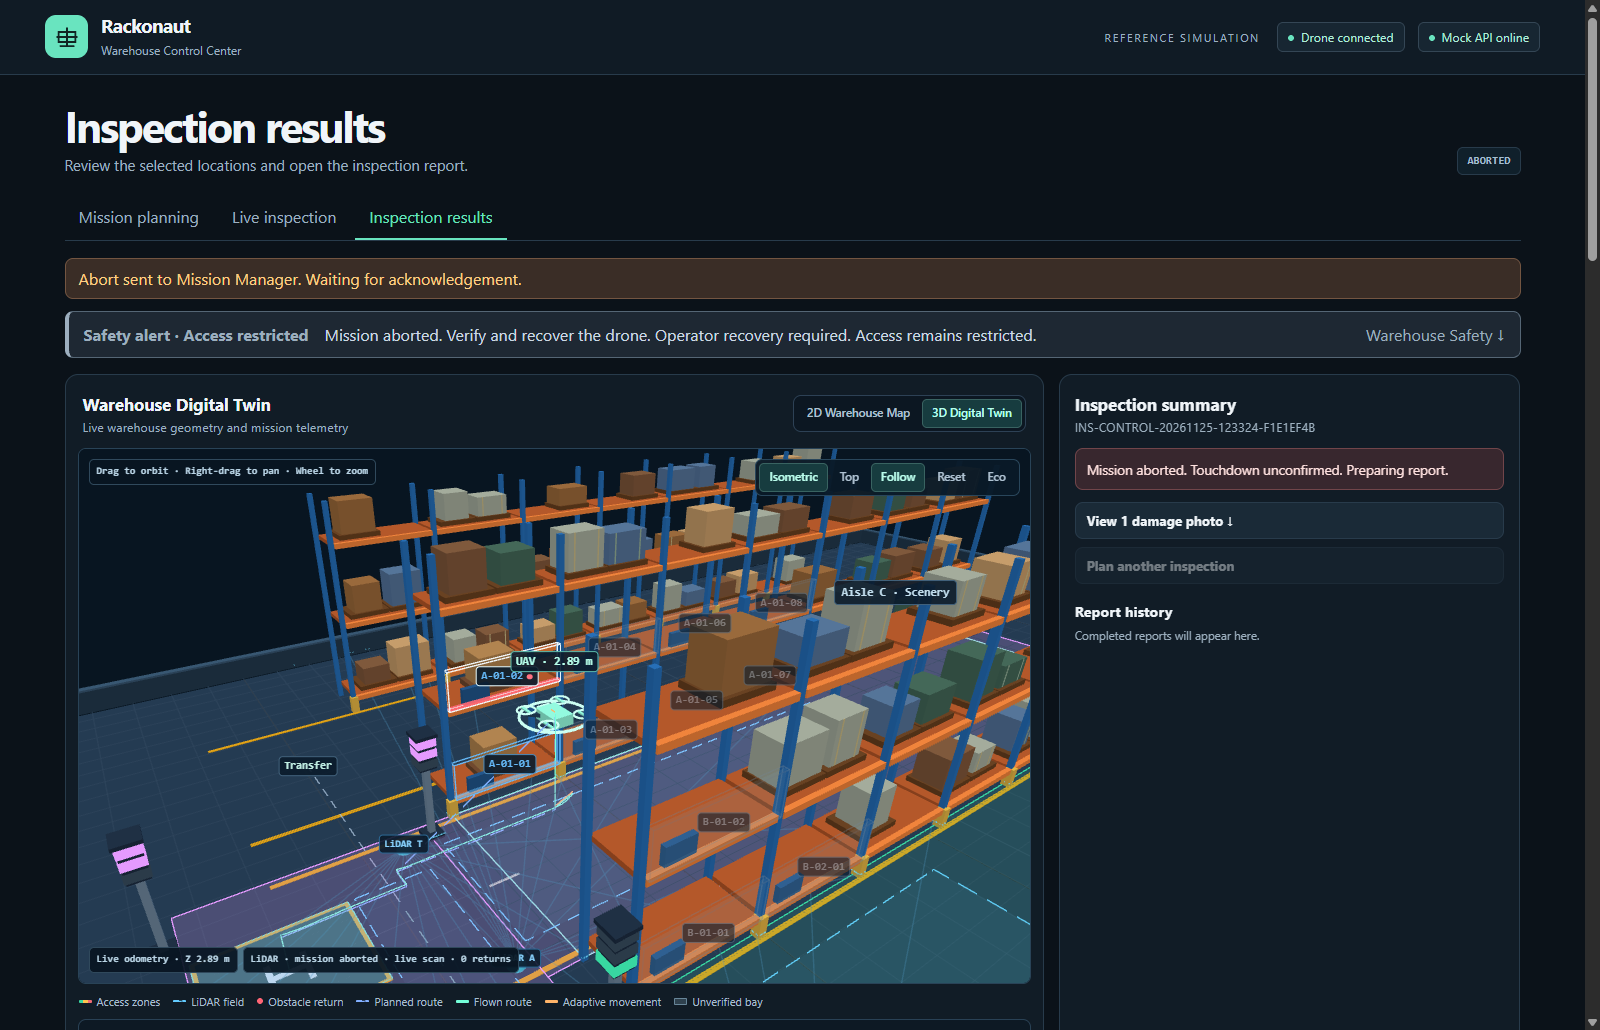 Rackonaut
Warehouse Control Center
REFERENCE SIMULATION
Drone connected
Mock API online
Inspection results
Review the selected locations and open the inspection report.
ABORTED
Mission planning
Live inspection
Inspection results
Abort sent to Mission Manager. Waiting for acknowledgement.
Safety alert · Access restricted Mission aborted. Verify and recover the drone. Operator recovery required. Access remains restricted. Warehouse Safety ↓
Warehouse Digital Twin
Live warehouse geometry and mission telemetry
2D Warehouse Map
3D Digital Twin
Drag to orbit · Right-drag to pan · Wheel to zoom
Isometric
Top
Follow
Reset
Eco
Aisle C · Scenery
A-01-08
A-01-06
A-01-04
UAV · 2.89 m
A-01-02
A-01-07
A-01-05
A-01-03
A-01-01
Transfer
B-01-02
LiDAR T
B-02-01
B-01-01
Live odometry · Z 2.89 m
LiDAR · mission aborted · live scan · 0 returns
R A
Access zones
LiDAR field
Obstacle return
Planned route
Flown route
Adaptive movement
Unverified bay
Inspection summary
INS-CONTROL-20261125-123324-F1E1EF4B
Mission aborted. Touchdown unconfirmed. Preparing report.
View 1 damage photo ↓
Plan another inspection
Report history
Completed reports will appear here.